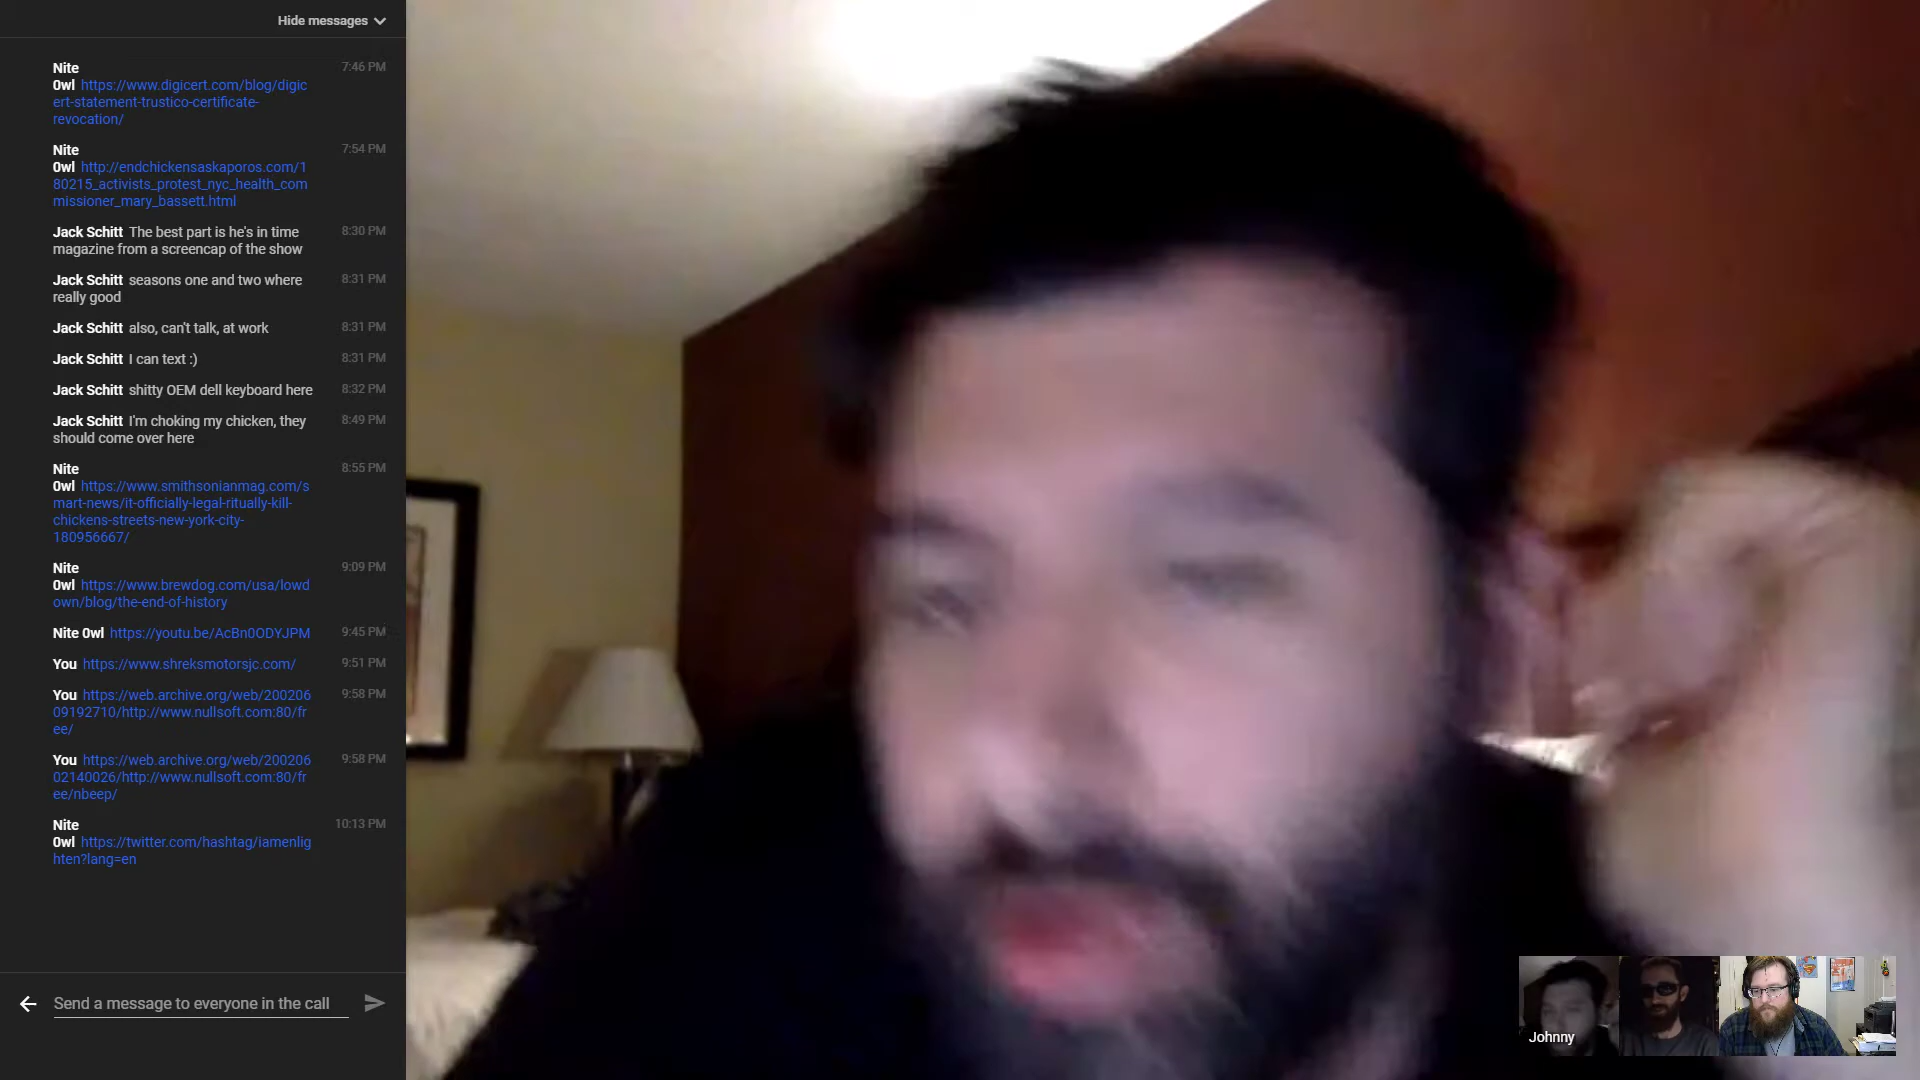 Hide messages
Nite 7:46 PM
0wl https://www.digicert.com/blog/digic
ert-statement-trustico-certificate-
revocation/
Nite 7:54 PM
0wl http://endchickensaskaporos.com/1
80215_activists_protest_nyc_health_com
missioner_mary_bassett.html
Jack Schitt The best part is he's in time 8:30 PM
magazine from a screencap of the show
Jack Schitt seasons one and two where 8:31 PM
really good
Jack Schitt also, can't talk, at work 8:31 PM
Jack Schitt I can text :) 8:31 PM
Jack Schitt shitty OEM dell keyboard here 8:32 PM
Jack Schitt I'm choking my chicken, they 8:49 PM
should come over here
Nite 8:55 PM
0wl https://www.smithsonianmag.com/s
mart-news/it-officially-legal-ritually-kill-
chickens-streets-new-york-city-
180956667/
Nite 9:09 PM
0wl https://www.brewdog.com/usa/lowd
own/blog/the-end-of-history
Nite 0wl https://youtu.be/AcBn0ODYJPM 9:45 PM
You https://www.shreksmotorsjc.com/ 9:51 PM
You https://web.archive.org/web/200206 9:58 PM
09192710/http://www.nullsoft.com:80/fr
ee/
You https://web.archive.org/web/200206 9:58 PM
02140026/http://www.nullsoft.com:80/fr
ee/nbeep/
Nite 10:13 PM
0wl https://twitter.com/hashtag/iamenlig
hten?lang=en
Send a message to everyone in the call
Johnny